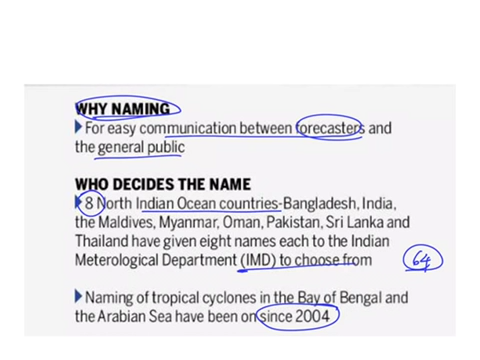 WHY NAMING
For easy communication between forecasters and
the general public
WHO DECIDES THE NAME
8 North Indian Ocean countries-Bangladesh, India,
the Maldives, Myanmar, Oman, Pakistan, Sri Lanka and
Thailand have given eight names each to the Indian
Meterological Department (IMD) to choose from
64
Naming of tropical cyclones in the Bay of Bengal and
the Arabian Sea have been on since 2004